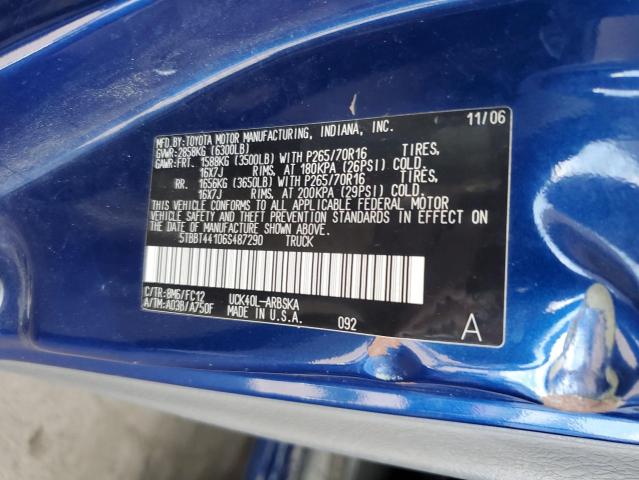 11/06
MFD. BY:TOYOTA MOTOR MANUFACTURING, INDIANA, INC.
GVWR:2858KG (6300LB)
GAWR:FRT. 1588KG (3500LB) WITH P265/70R16 TIRES,
16X7J RIMS, AT 180KPA (26PSI) COLD.
RR. 1656KG (3650LB) WITH P265/70R16 TIRES,
16X7J RIMS, AT 200KPA (29PSI) COLD.
THIS VEHICLE CONFORMS TO ALL APPLICABLE FEDERAL MOTOR
VEHICLE SAFETY AND THEFT PREVENTION STANDARDS IN EFFECT ON
THE DATE OF MANUFACTURE SHOWN ABOVE.
5TBBT44106S487290 TRUCK
C/TR:BM6/FC12 UCK40L-ARBSKA
A/TM:A03B/A750F MADE IN U.S.A. 092 A